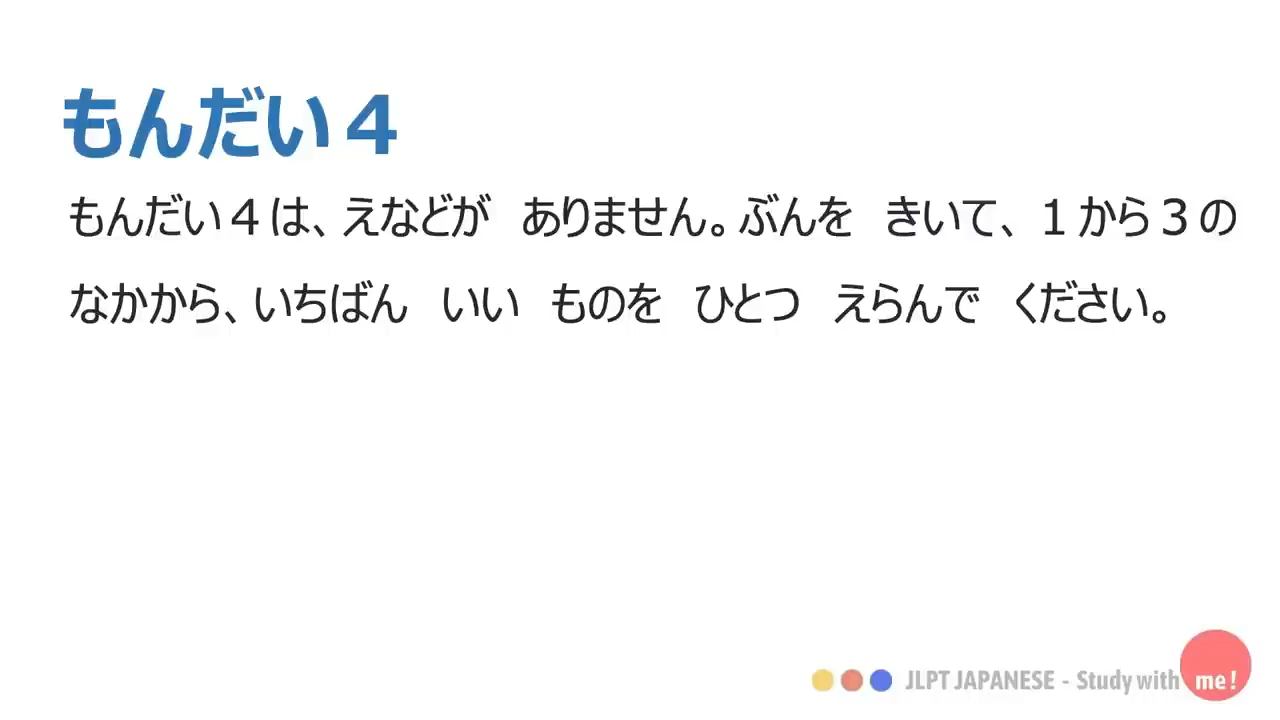 もんだい４
もんだい４は、えなどが　ありません。ぶんを　きいて、１から３の
なかから、いちばん　いい　ものを　ひとつ　えらんで　ください。
JLPT JAPANESE - Study with me!